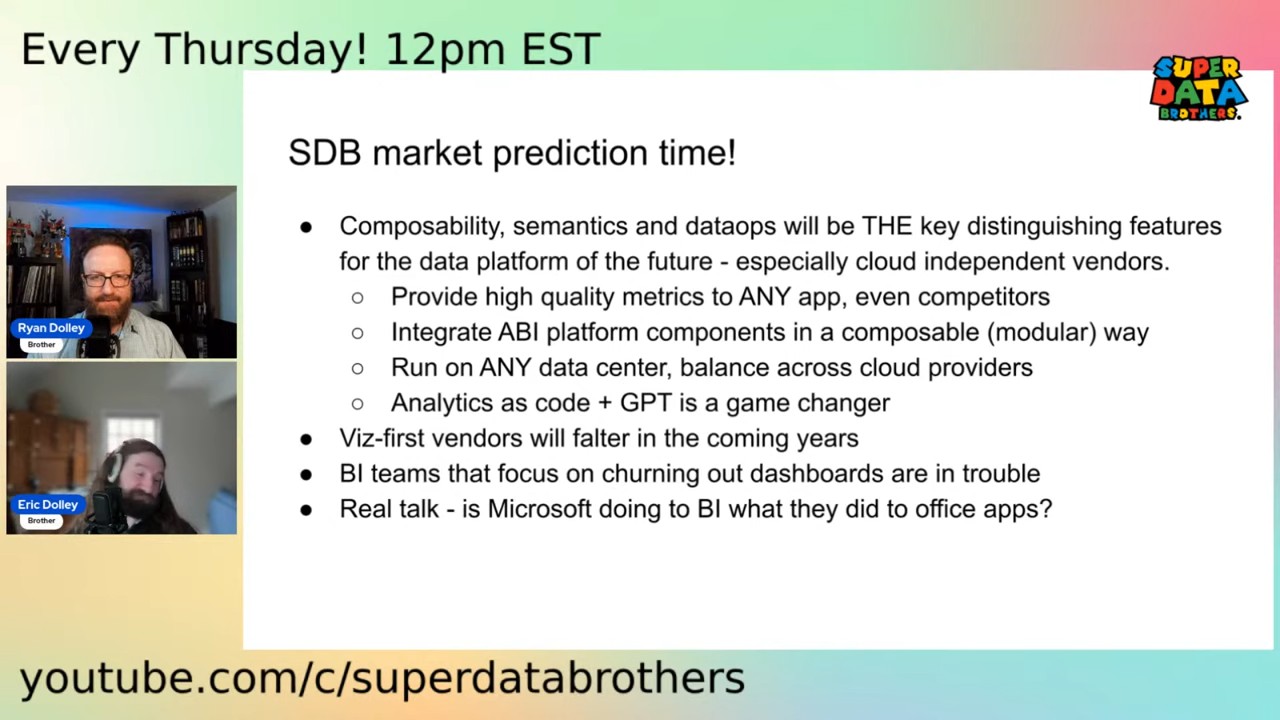 Every Thursday! 12pm EST
SUPER
DATA
BROTHERS.
SDB market prediction time!
● Composability, semantics and dataops will be THE key distinguishing features
for the data platform of the future - especially cloud independent vendors.
○ Provide high quality metrics to ANY app, even competitors
○ Integrate ABI platform components in a composable (modular) way
○ Run on ANY data center, balance across cloud providers
○ Analytics as code + GPT is a game changer
● Viz-first vendors will falter in the coming years
● BI teams that focus on churning out dashboards are in trouble
● Real talk - is Microsoft doing to BI what they did to office apps?
Ryan Dolley
Brother
Eric Dolley
Brother
youtube.com/c/superdatabrothers